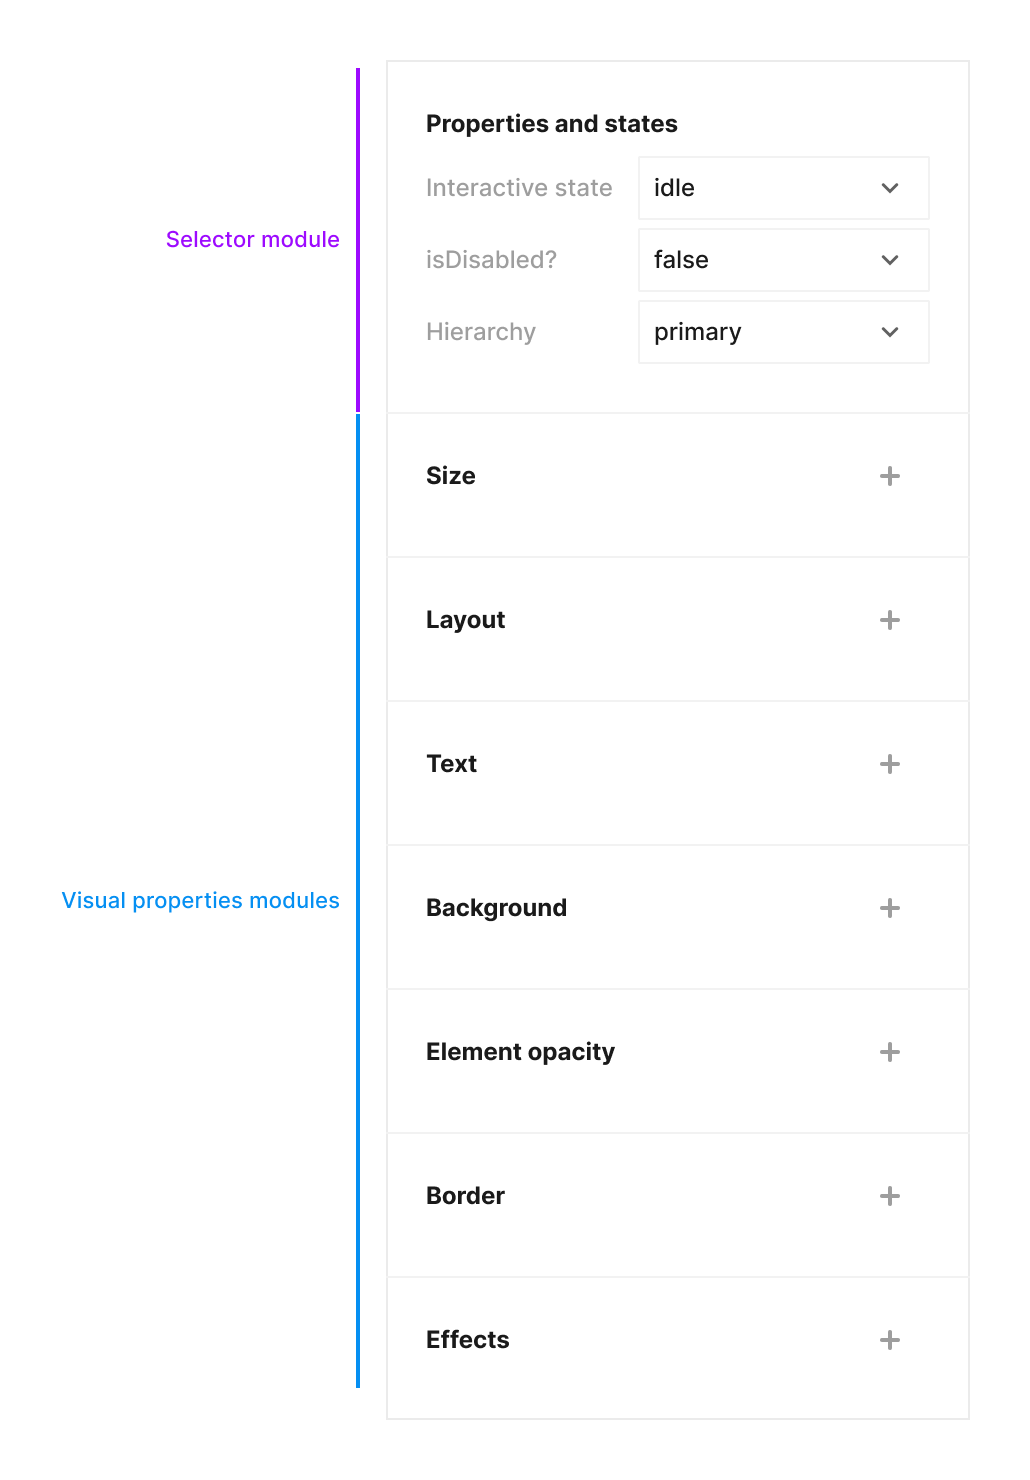 Properties and states
Interactive state idle
Selector module
isDisabled? false
Hierarchy primary
Size
Layout
Text
Visual properties modules
Background
Element opacity
Border
Effects